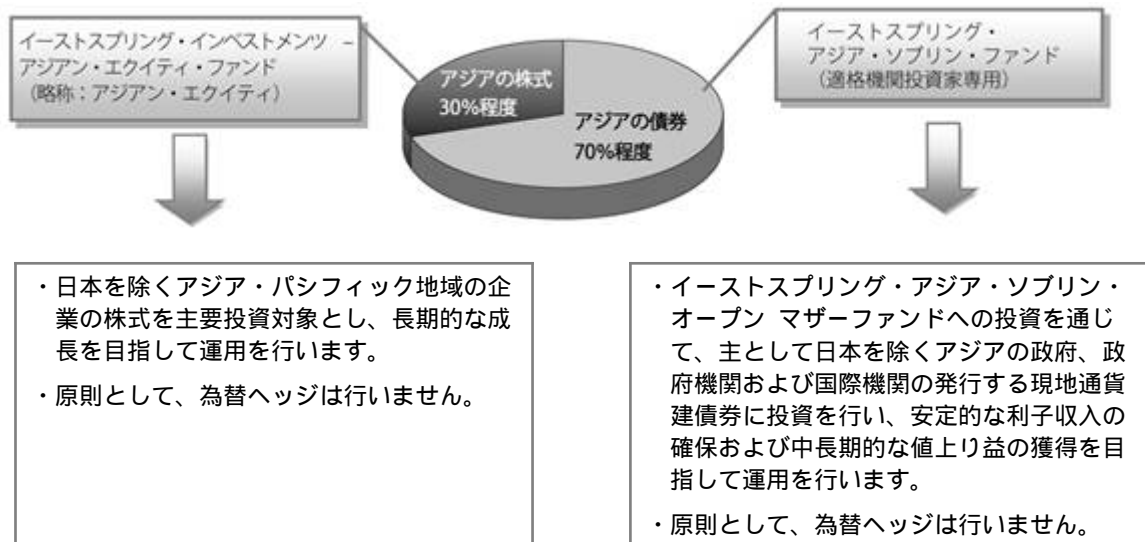 イーストスプリング・インベストメンツ －
アジアン・エクイティ・ファンド
（略称：アジアン・エクイティ）
アジアの株式
30%程度
アジアの債券
70%程度
イーストスプリング・
アジア・ソブリン・ファンド
（適格機関投資家専用）
・日本を除くアジア・パシフィック地域の企
業の株式を主要投資対象とし、長期的な成
長を目指して運用を行います。
・原則として、為替ヘッジは行いません。
・イーストスプリング・アジア・ソブリン・
オープン マザーファンドへの投資を通じ
て、主として日本を除くアジアの政府、政
府機関および国際機関の発行する現地通貨
建債券に投資を行い、安定的な利子収入の
確保および中長期的な値上り益の獲得を目
指して運用を行います。
・原則として、為替ヘッジは行いません。